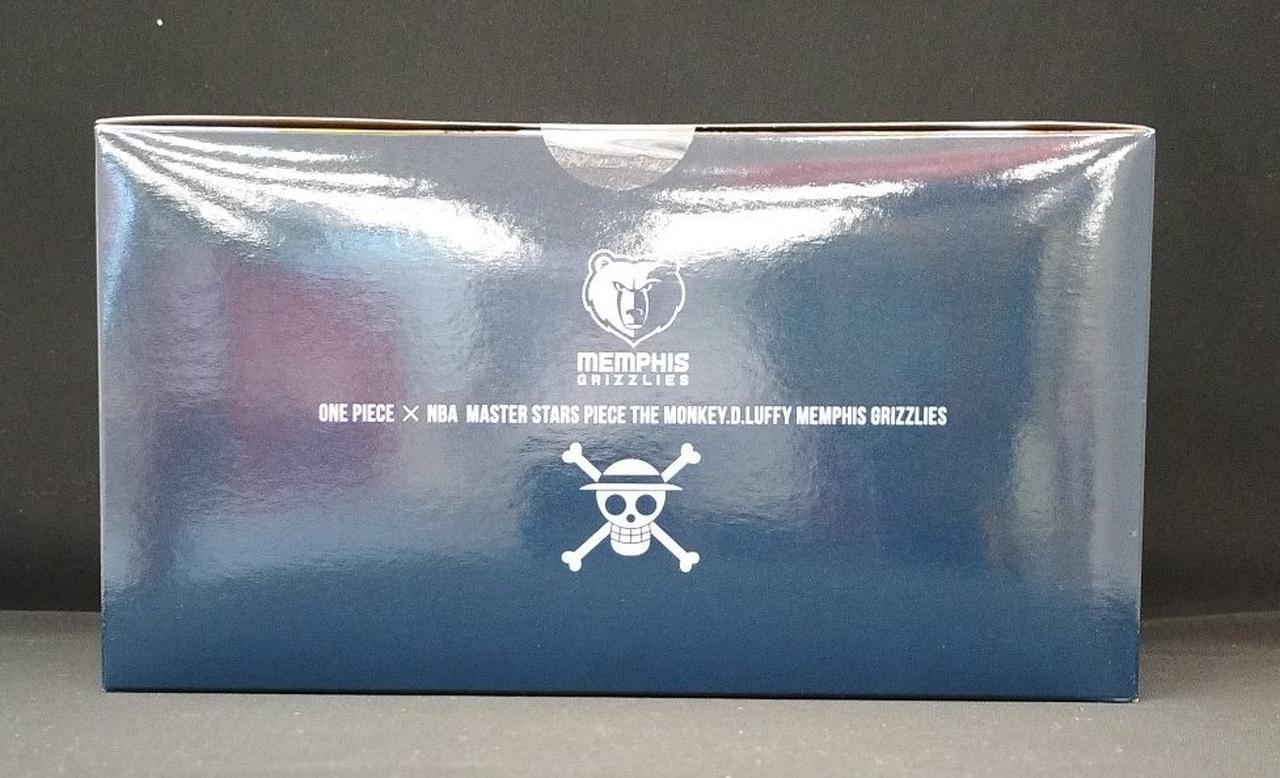 MEMPHIS
GRIZZLIES
ONE PIECE × NBA MASTER STARS PIECE THE MONKEY.D.LUFFY MEMPHIS GRIZZLIES